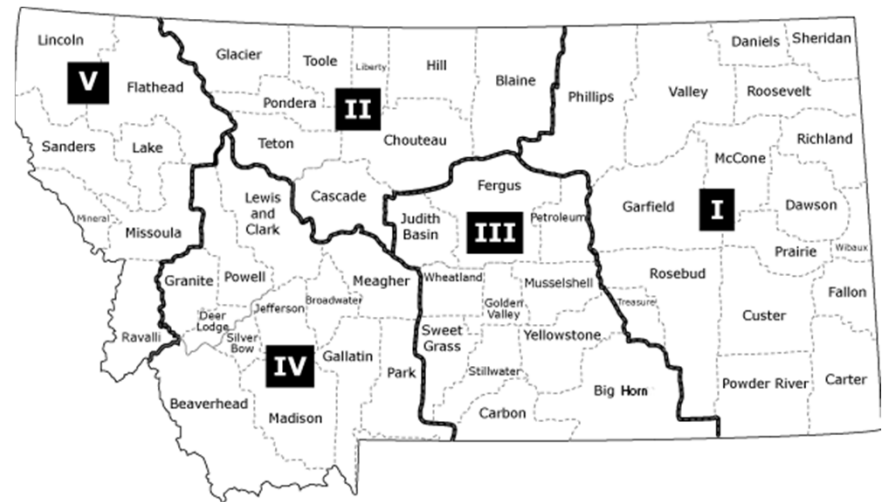 Lincoln
Flathead
V
Sanders
Lake
Mineral
Missoula
Ravalli
Glacier
Toole
Liberty
Hill
Blaine
Pondera
II
Teton
Chouteau
Cascade
Phillips
Valley
Daniels
Sheridan
Roosevelt
Richland
McCone
Garfield
I
Dawson
Prairie
Wibaux
Rosebud
Treasure
Custer
Fallon
Powder River
Carter
Fergus
Judith
Basin
Petroleum
III
Wheatland
Musselshell
Golden
Valley
Sweet
Grass
Yellowstone
Stillwater
Big Horn
Carbon
Lewis
and
Clark
Granite
Powell
Meagher
Broadwater
Jefferson
Deer
Lodge
Silver
Bow
IV
Gallatin
Park
Beaverhead
Madison